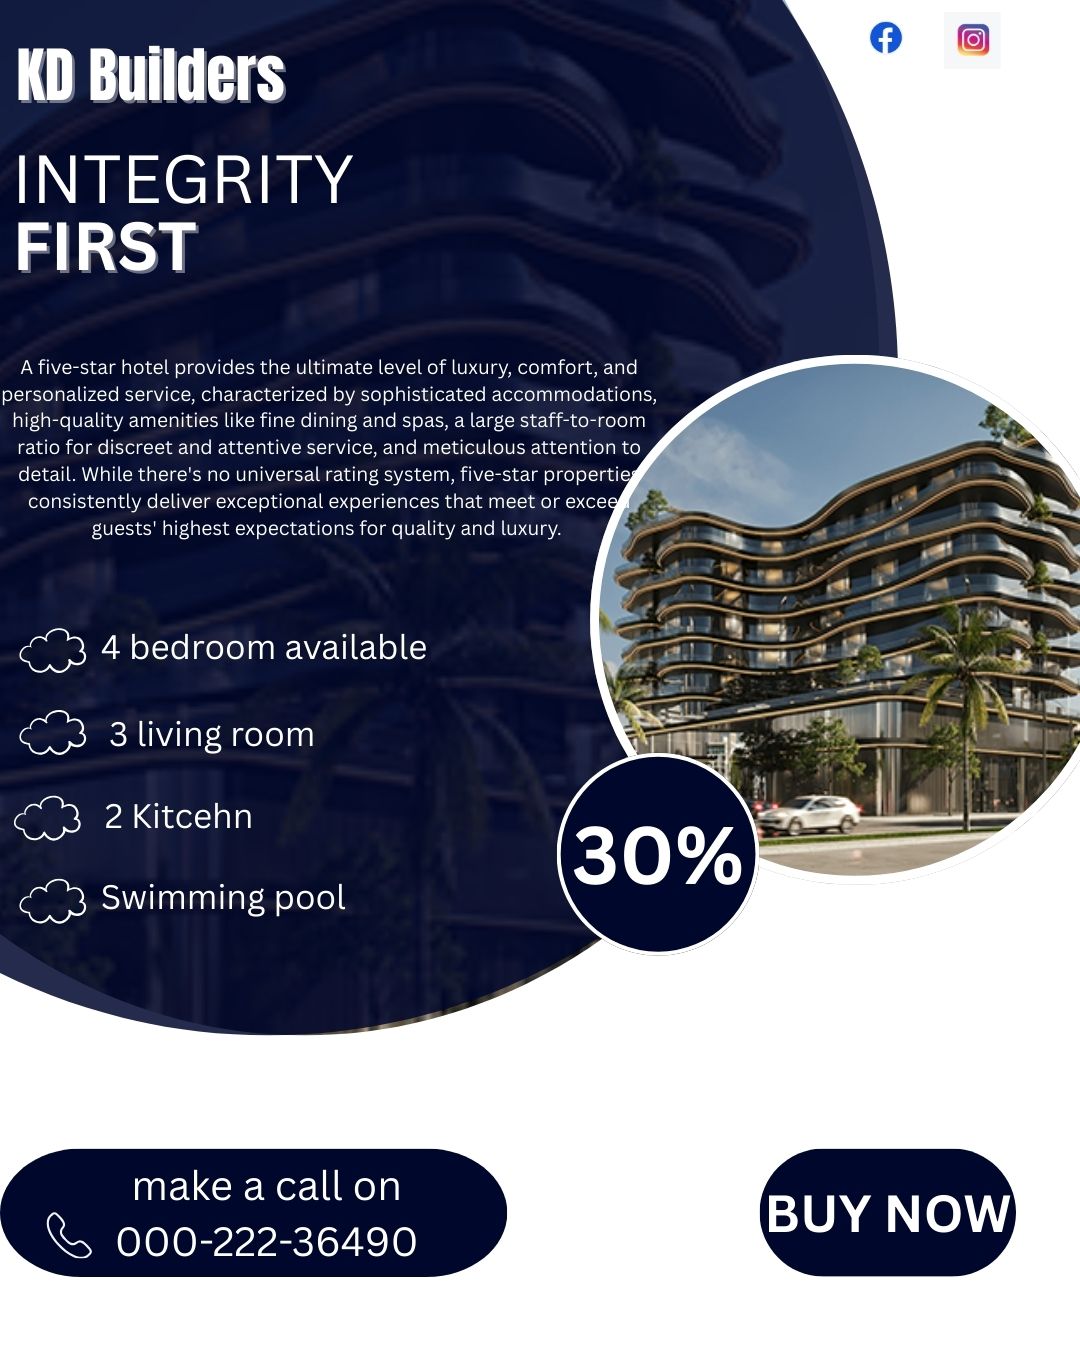 KD Builders
INTEGRITY
FIRST
A five-star hotel provides the ultimate level of luxury, comfort, and
personalized service, characterized by sophisticated accommodations,
high-quality amenities like fine dining and spas, a large staff-to-room
ratio for discreet and attentive service, and meticulous attention to
detail. While there's no universal rating system, five-star properties
consistently deliver exceptional experiences that meet or exceed
guests' highest expectations for quality and luxury.
4 bedroom available
3 living room
2 Kitcehn
Swimming pool
30%
make a call on
000-222-36490
BUY NOW